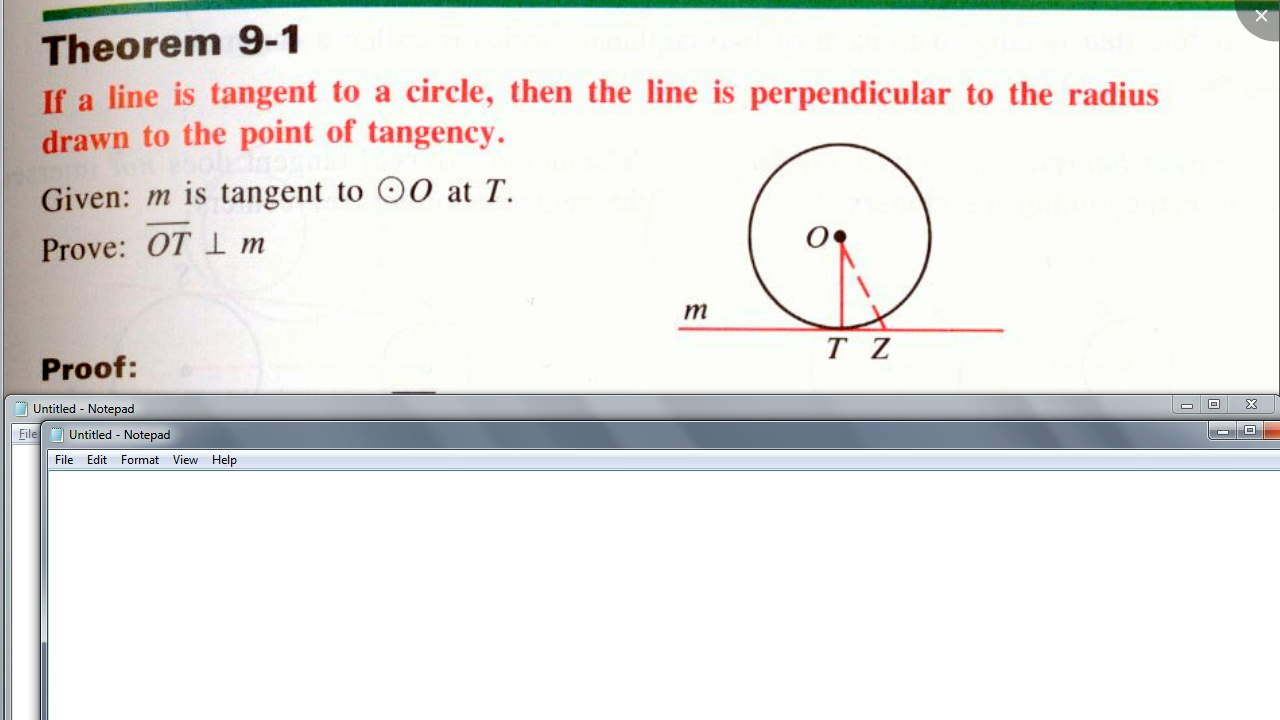 Theorem 9-1
If a line is tangent to a circle, then the line is perpendicular to the radius
drawn to the point of tangency.
Given: m is tangent to ⊙O at T.
Prove: O̅T̅ ⊥ m
O
m
T Z
Proof:
Untitled - Notepad
File
Untitled - Notepad
File Edit Format View Help